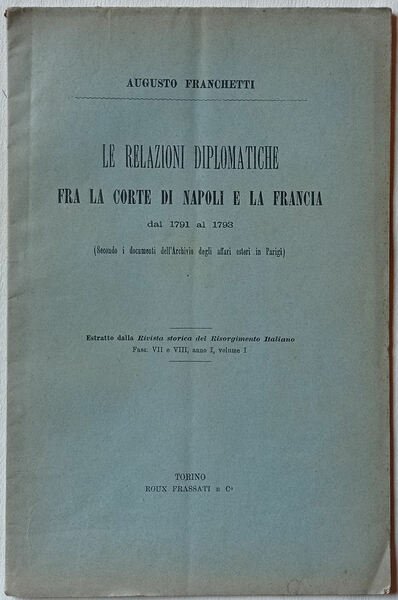 AUGUSTO FRANCHETTI
LE RELAZIONI DIPLOMATICHE
FRA LA CORTE DI NAPOLI E LA FRANCIA
dal 1791 al 1793
(Secondo i documenti dell'Archivio degli affari esteri in Parigi)
Estratto dalla Rivista storica del Risorgimento Italiano
Fasc. VII e VIII, anno I, volume I
TORINO
ROUX FRASSATI E Cº